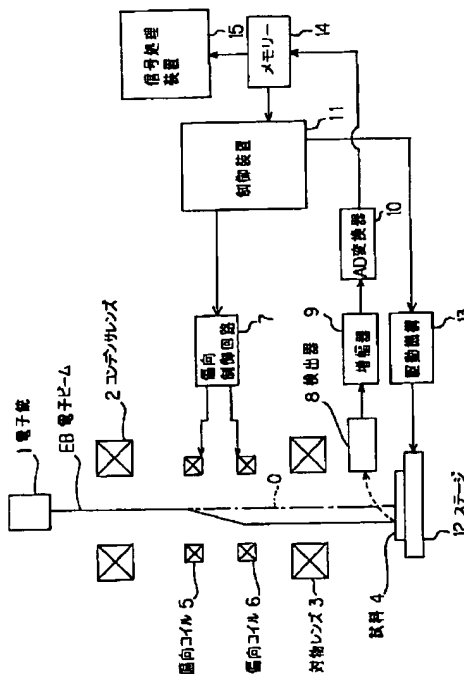 1 電子銃
EB 電子ビーム
2 コンデンサレンズ
偏向コイル 5
偏向コイル 6
対物レンズ 3
O
試料 4
12 ステージ
7
偏向
制御回路
8 検出器
9
増幅器
10
AD変換器
11
制御装置
13
駆動機構
14
メモリー
15
信号処理
装置